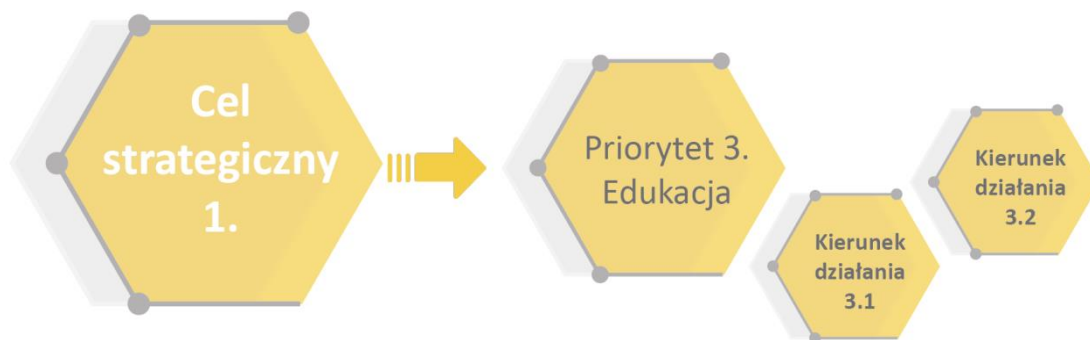 Cel
strategiczny
1.
Priorytet 3.
Edukacja
Kierunek
działania
3.1
Kierunek
działania
3.2